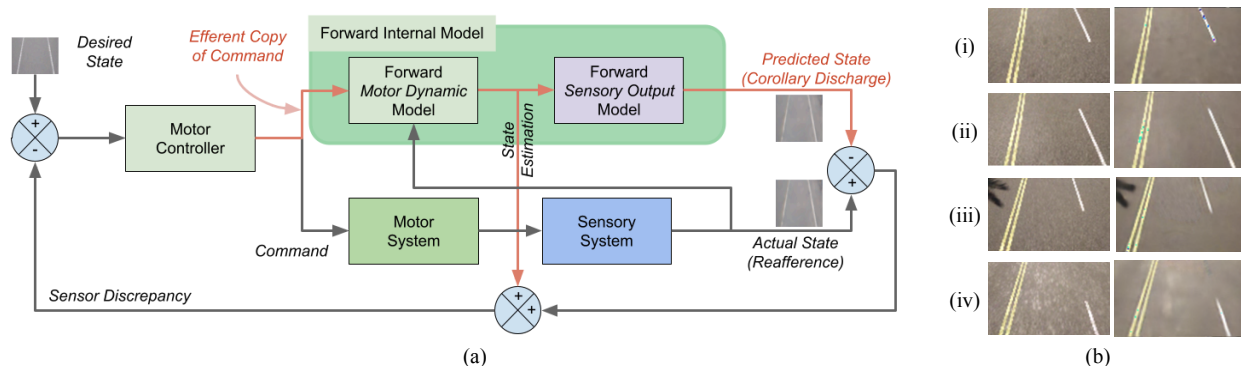 Desired
State
Efferent Copy
of Command
Forward Internal Model
Forward
Motor Dynamic
Model
Forward
Sensory Output
Model
Predicted State
(Corollary Discharge)
+
-
Motor
Controller
State
Estimation
-
+
Command
Motor
System
Sensory
System
Actual State
(Reafference)
Sensor Discrepancy
+
+
(a)
(i)
(ii)
(iii)
(iv)
(b)